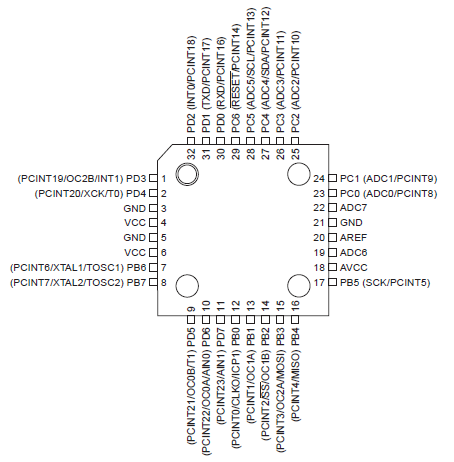 PD2 (INT0/PCINT18)
PD1 (TXD/PCINT17)
PD0 (RXD/PCINT16)
PC6 (RESET/PCINT14)
PC5 (ADC5/SCL/PCINT13)
PC4 (ADC4/SDA/PCINT12)
PC3 (ADC3/PCINT11)
PC2 (ADC2/PCINT10)
32 31 30 29 28 27 26 25
(PCINT19/OC2B/INT1) PD3 1
(PCINT20/XCK/T0) PD4 2
GND 3
VCC 4
GND 5
VCC 6
(PCINT6/XTAL1/TOSC1) PB6 7
(PCINT7/XTAL2/TOSC2) PB7 8
24 PC1 (ADC1/PCINT9)
23 PC0 (ADC0/PCINT8)
22 ADC7
21 GND
20 AREF
19 ADC6
18 AVCC
17 PB5 (SCK/PCINT5)
9 10 11 12 13 14 15 16
(PCINT21/OC0B/T1) PD5
(PCINT22/OC0A/AIN0) PD6
(PCINT23/AIN1) PD7
(PCINT0/CLKO/ICP1) PB0
(PCINT1/OC1A) PB1
(PCINT2/SS/OC1B) PB2
(PCINT3/OC2A/MOSI) PB3
(PCINT4/MISO) PB4